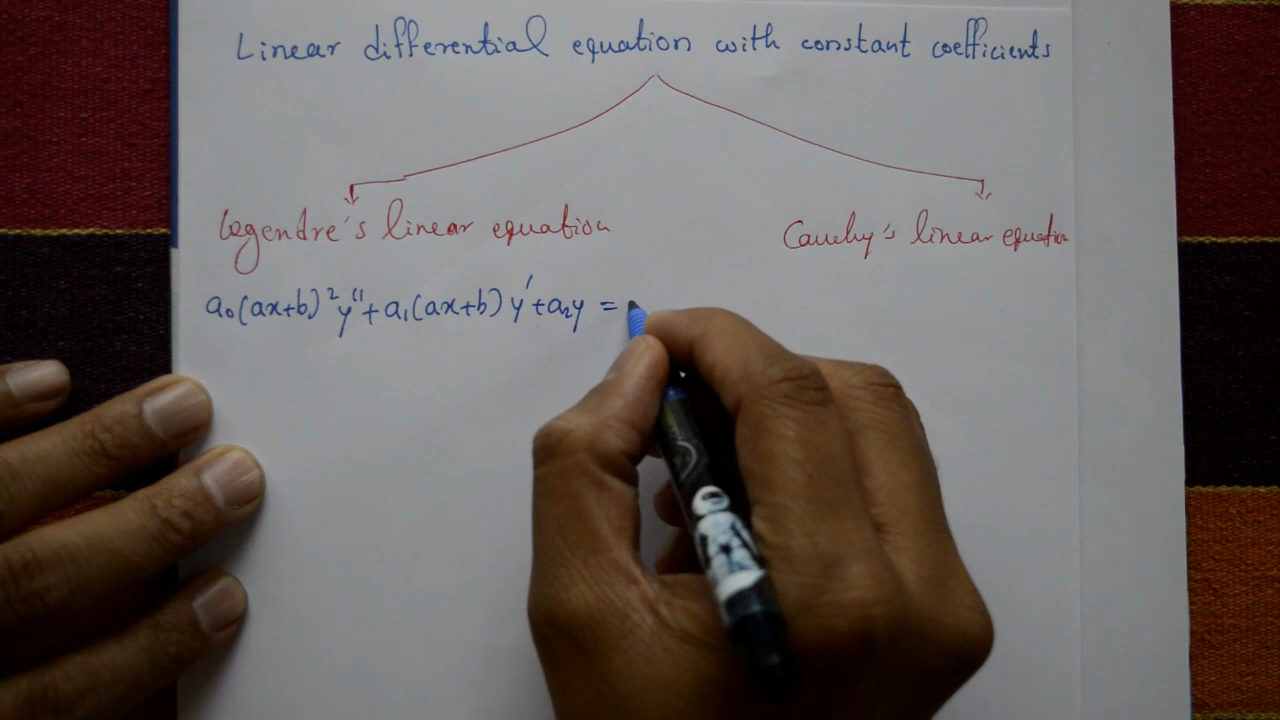 Linear differential equation with constant coefficients
Legendre's linear equation
Cauchy's linear equation
a₀(ax+b)²y''+a₁(ax+b)y'+a₂y =